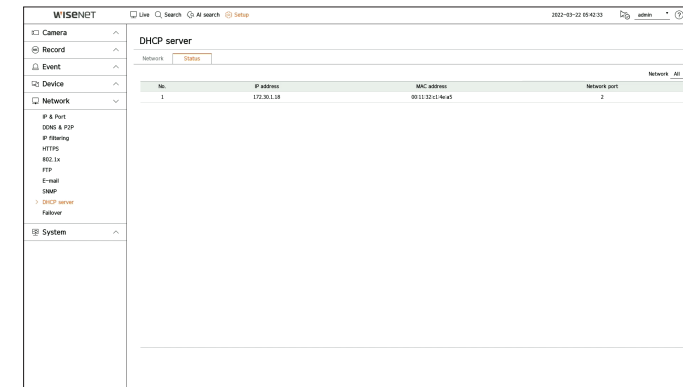 WISENET
Live Search AI search Setup
2022-03-22 05:42:33 admin ?
Camera
Record
Event
Device
Network
IP & Port
DDNS & P2P
IP filtering
HTTPS
802.1x
FTP
E-mail
SNMP
> DHCP server
Failover
System
DHCP server
Network Status
Network All
No. IP address MAC address Network port
1 172.30.1.18 00:11:32:c1:4e:a5 2